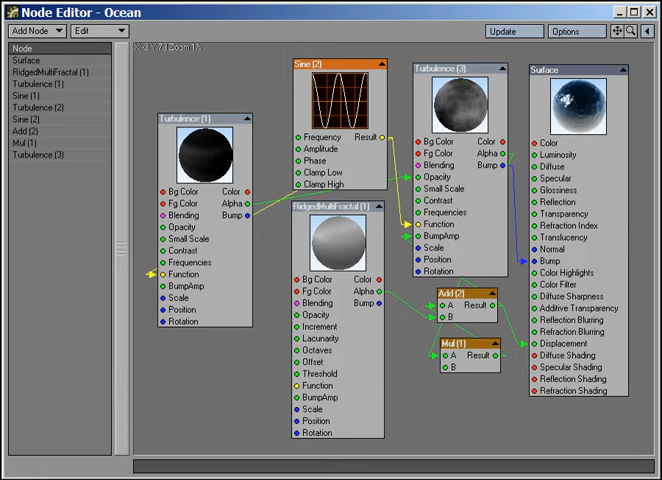 Node Editor - Ocean
Add Node
Edit
Update
Options
X-3 Y:73 Zoom:1%
Node
Surface
RidgedMultiFractal (1)
Turbulence (1)
Sine (1)
Turbulence (2)
Sine (2)
Add (2)
Mul (1)
Turbulence (3)
Turbulence (1)
Bg Color Color
Fg Color Alpha
Blending Bump
Opacity
Small Scale
Contrast
Frequencies
Function
BumpAmp
Scale
Position
Rotation
Sine (2)
Frequency Result
Amplitude
Phase
Clamp Low
Clamp High
RidgedMultiFractal (1)
Bg Color Color
Fg Color Alpha
Blending Bump
Opacity
Increment
Lacunarity
Octaves
Offset
Threshold
Function
BumpAmp
Scale
Position
Rotation
Turbulence (3)
Bg Color Color
Fg Color Alpha
Blending Bump
Opacity
Small Scale
Contrast
Frequencies
Function
BumpAmp
Scale
Position
Rotation
Add (2)
A Result
B
Mul (1)
A Result
B
Surface
Color
Luminosity
Diffuse
Specular
Glossiness
Reflection
Transparency
Refraction Index
Translucency
Normal
Bump
Color Highlights
Color Filter
Diffuse Sharpness
Additive Transparency
Reflection Blurring
Refraction Blurring
Displacement
Diffuse Shading
Specular Shading
Reflection Shading
Refraction Shading